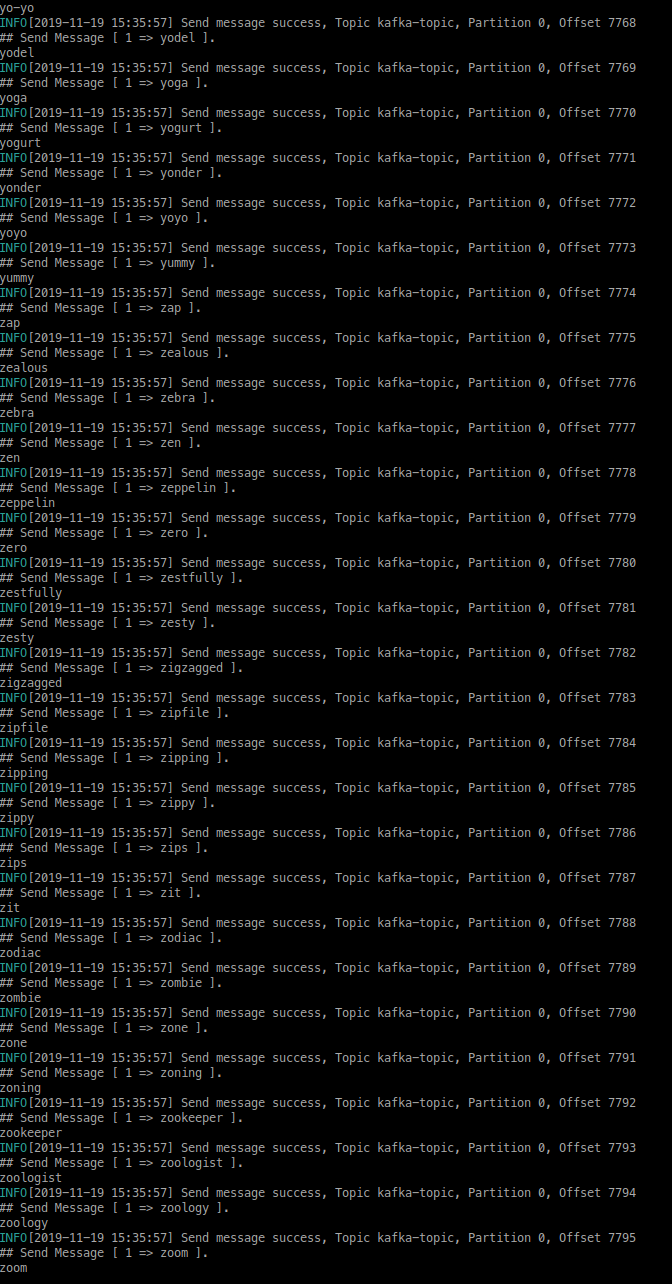 yo-yo
INFO[2019-11-19 15:35:57] Send message success, Topic kafka-topic, Partition 0, Offset 7768
## Send Message [ 1 => yodel ].
yodel
INFO[2019-11-19 15:35:57] Send message success, Topic kafka-topic, Partition 0, Offset 7769
## Send Message [ 1 => yoga ].
yoga
INFO[2019-11-19 15:35:57] Send message success, Topic kafka-topic, Partition 0, Offset 7770
## Send Message [ 1 => yogurt ].
yogurt
INFO[2019-11-19 15:35:57] Send message success, Topic kafka-topic, Partition 0, Offset 7771
## Send Message [ 1 => yonder ].
yonder
INFO[2019-11-19 15:35:57] Send message success, Topic kafka-topic, Partition 0, Offset 7772
## Send Message [ 1 => yoyo ].
yoyo
INFO[2019-11-19 15:35:57] Send message success, Topic kafka-topic, Partition 0, Offset 7773
## Send Message [ 1 => yummy ].
yummy
INFO[2019-11-19 15:35:57] Send message success, Topic kafka-topic, Partition 0, Offset 7774
## Send Message [ 1 => zap ].
zap
INFO[2019-11-19 15:35:57] Send message success, Topic kafka-topic, Partition 0, Offset 7775
## Send Message [ 1 => zealous ].
zealous
INFO[2019-11-19 15:35:57] Send message success, Topic kafka-topic, Partition 0, Offset 7776
## Send Message [ 1 => zebra ].
zebra
INFO[2019-11-19 15:35:57] Send message success, Topic kafka-topic, Partition 0, Offset 7777
## Send Message [ 1 => zen ].
zen
INFO[2019-11-19 15:35:57] Send message success, Topic kafka-topic, Partition 0, Offset 7778
## Send Message [ 1 => zeppelin ].
zeppelin
INFO[2019-11-19 15:35:57] Send message success, Topic kafka-topic, Partition 0, Offset 7779
## Send Message [ 1 => zero ].
zero
INFO[2019-11-19 15:35:57] Send message success, Topic kafka-topic, Partition 0, Offset 7780
## Send Message [ 1 => zestfully ].
zestfully
INFO[2019-11-19 15:35:57] Send message success, Topic kafka-topic, Partition 0, Offset 7781
## Send Message [ 1 => zesty ].
zesty
INFO[2019-11-19 15:35:57] Send message success, Topic kafka-topic, Partition 0, Offset 7782
## Send Message [ 1 => zigzagged ].
zigzagged
INFO[2019-11-19 15:35:57] Send message success, Topic kafka-topic, Partition 0, Offset 7783
## Send Message [ 1 => zipfile ].
zipfile
INFO[2019-11-19 15:35:57] Send message success, Topic kafka-topic, Partition 0, Offset 7784
## Send Message [ 1 => zipping ].
zipping
INFO[2019-11-19 15:35:57] Send message success, Topic kafka-topic, Partition 0, Offset 7785
## Send Message [ 1 => zippy ].
zippy
INFO[2019-11-19 15:35:57] Send message success, Topic kafka-topic, Partition 0, Offset 7786
## Send Message [ 1 => zips ].
zips
INFO[2019-11-19 15:35:57] Send message success, Topic kafka-topic, Partition 0, Offset 7787
## Send Message [ 1 => zit ].
zit
INFO[2019-11-19 15:35:57] Send message success, Topic kafka-topic, Partition 0, Offset 7788
## Send Message [ 1 => zodiac ].
zodiac
INFO[2019-11-19 15:35:57] Send message success, Topic kafka-topic, Partition 0, Offset 7789
## Send Message [ 1 => zombie ].
zombie
INFO[2019-11-19 15:35:57] Send message success, Topic kafka-topic, Partition 0, Offset 7790
## Send Message [ 1 => zone ].
zone
INFO[2019-11-19 15:35:57] Send message success, Topic kafka-topic, Partition 0, Offset 7791
## Send Message [ 1 => zoning ].
zoning
INFO[2019-11-19 15:35:57] Send message success, Topic kafka-topic, Partition 0, Offset 7792
## Send Message [ 1 => zookeeper ].
zookeeper
INFO[2019-11-19 15:35:57] Send message success, Topic kafka-topic, Partition 0, Offset 7793
## Send Message [ 1 => zoologist ].
zoologist
INFO[2019-11-19 15:35:57] Send message success, Topic kafka-topic, Partition 0, Offset 7794
## Send Message [ 1 => zoology ].
zoology
INFO[2019-11-19 15:35:57] Send message success, Topic kafka-topic, Partition 0, Offset 7795
## Send Message [ 1 => zoom ].
zoom